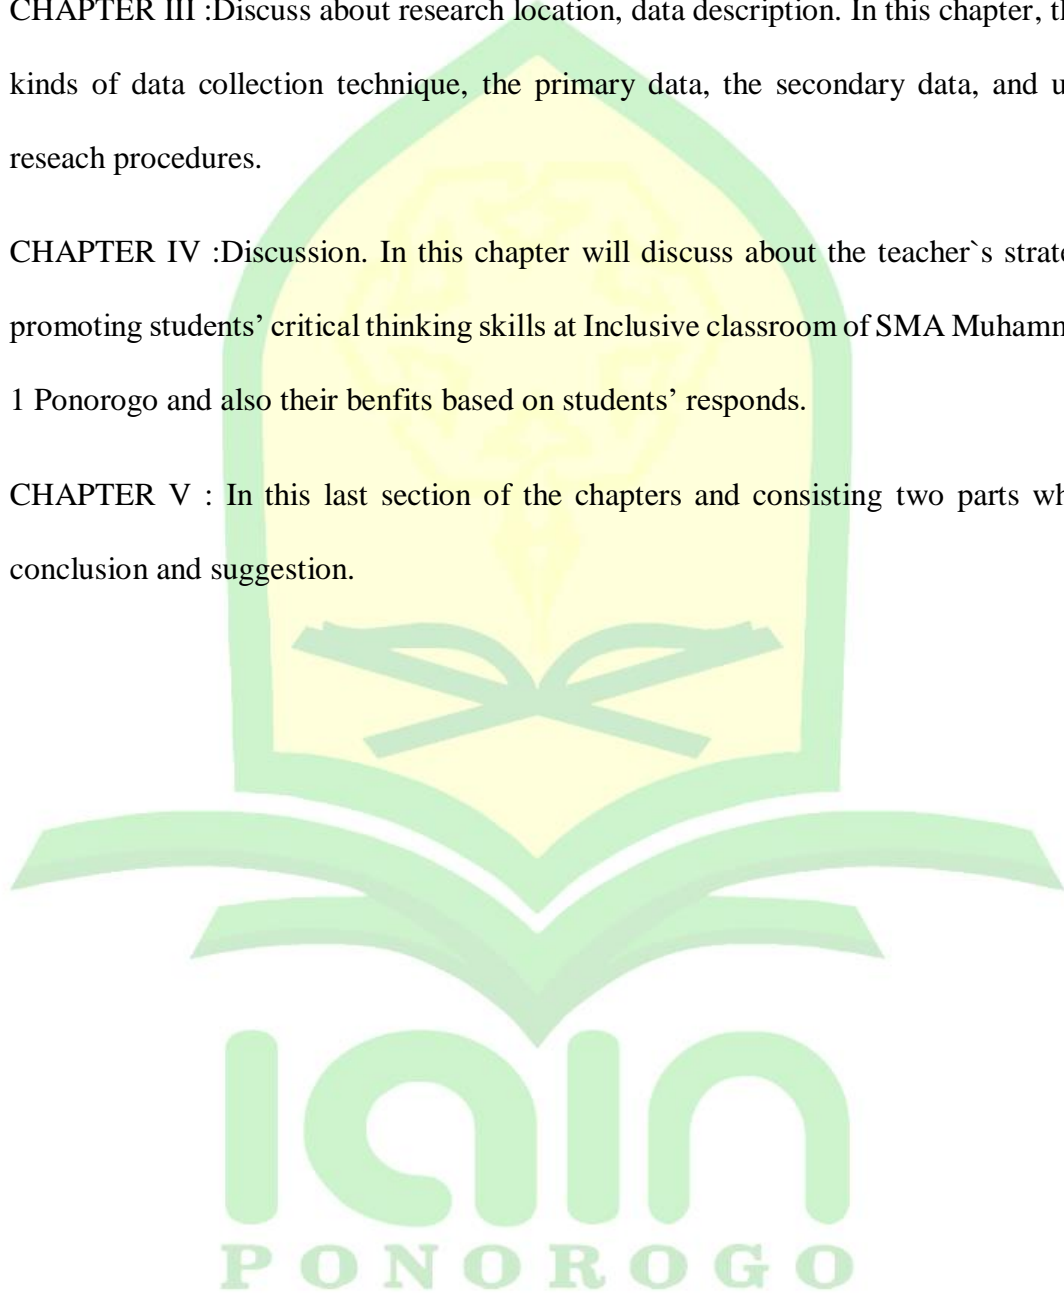 CHAPTER III :Discuss about research location, data description. In this chapter, th
kinds of data collection technique, the primary data, the secondary data, and u
reseach procedures.
CHAPTER IV :Discussion. In this chapter will discuss about the teacher`s strate
promoting students’ critical thinking skills at Inclusive classroom of SMA Muhamm
1 Ponorogo and also their benfits based on students’ responds.
CHAPTER V : In this last section of the chapters and consisting two parts wh
conclusion and suggestion.
iain
PONOROGO